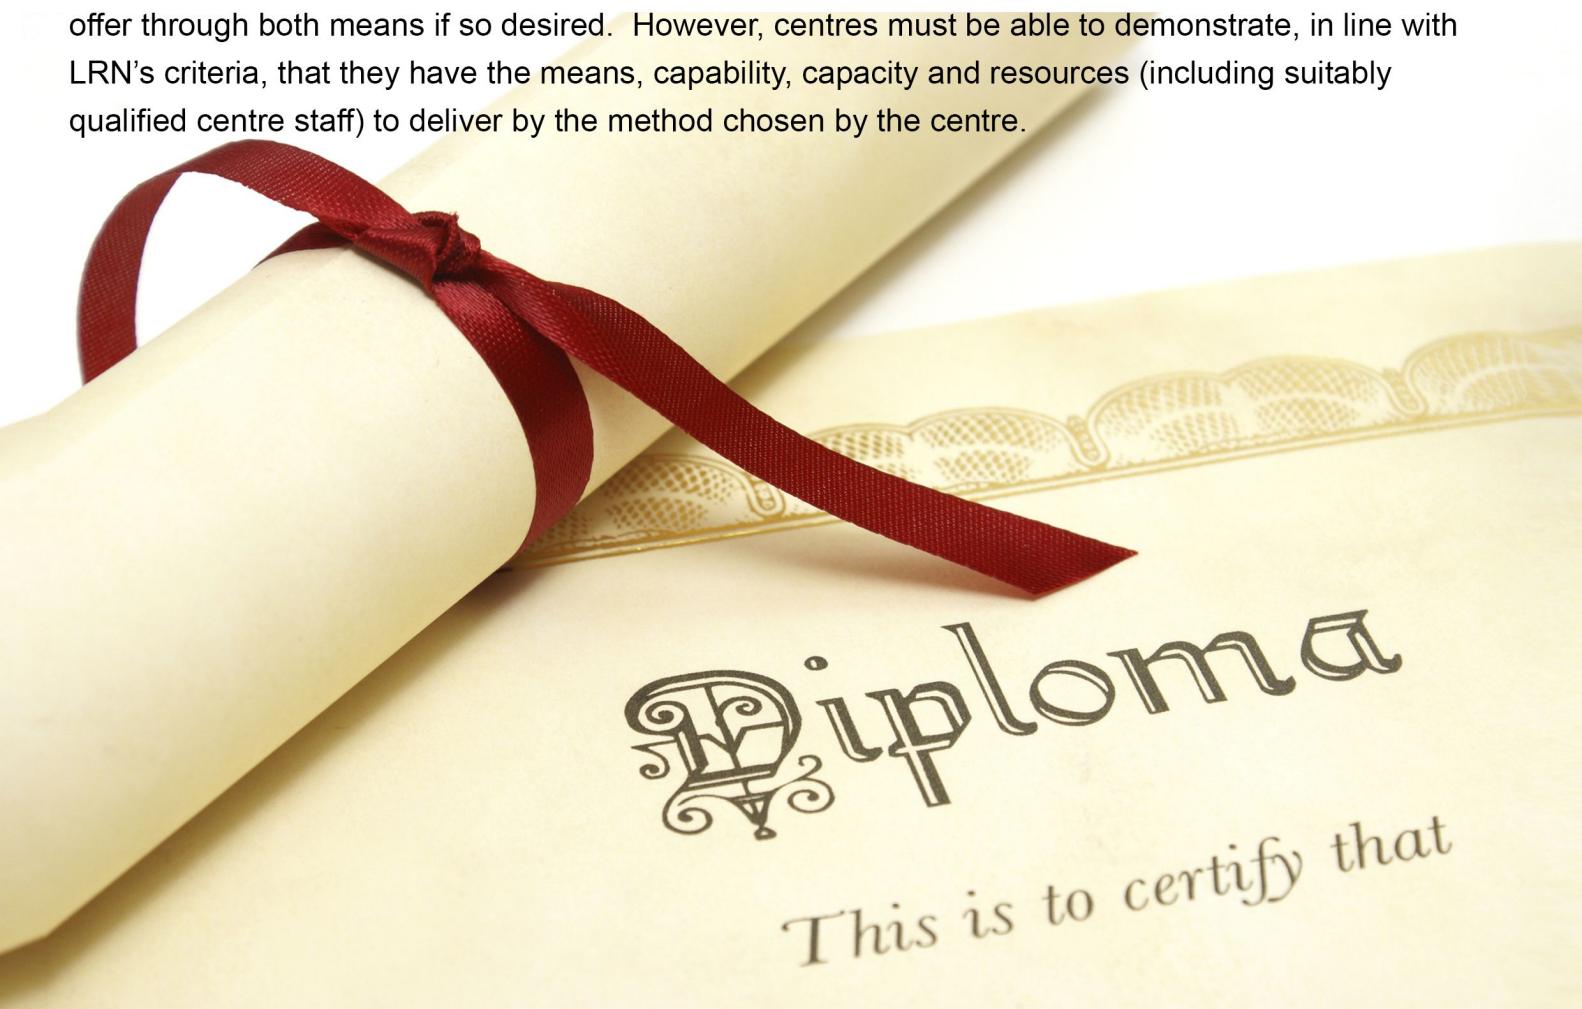 offer through both means if so desired.  However, centres must be able to demonstrate, in line with
LRN’s criteria, that they have the means, capability, capacity and resources (including suitably
qualified centre staff) to deliver by the method chosen by the centre.
Diploma
This is to certify that